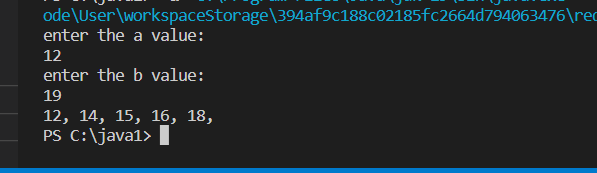 ode\User\workspaceStorage\394af9c188c02185fc2664d794063476\red
enter the a value:
12
enter the b value:
19
12, 14, 15, 16, 18,
PS C:\java1>